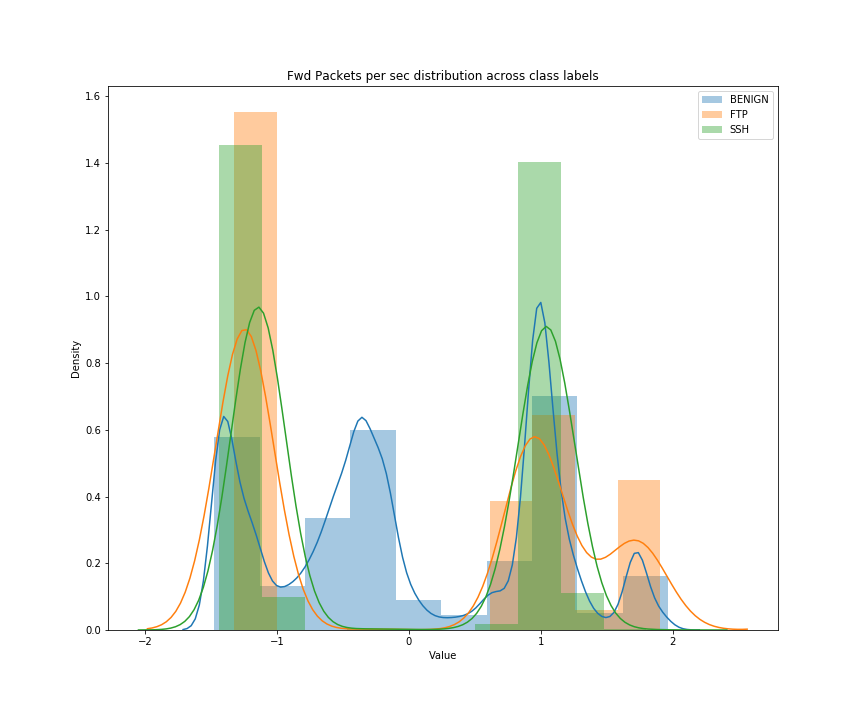 Fwd Packets per sec distribution across class labels
BENIGN
FTP
SSH
1.6
1.4
1.2
1.0
0.8
0.6
0.4
0.2
0.0
Density
−2
−1
0
1
2
Value